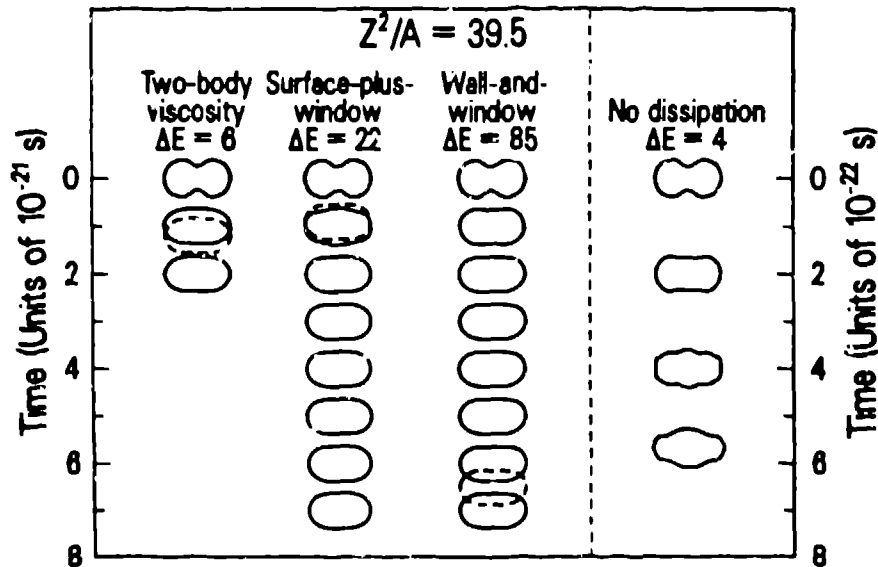 Z²/A = 39.5
Two-body
viscosity
ΔE = 6
Surface-plus-
window
ΔE = 22
Wall-and-
window
ΔE = 85
No dissipation
ΔE = 4
Time (Units of 10⁻²¹ s)
0
2
4
6
8
Time (Units of 10⁻²² s)
0
2
4
6
8